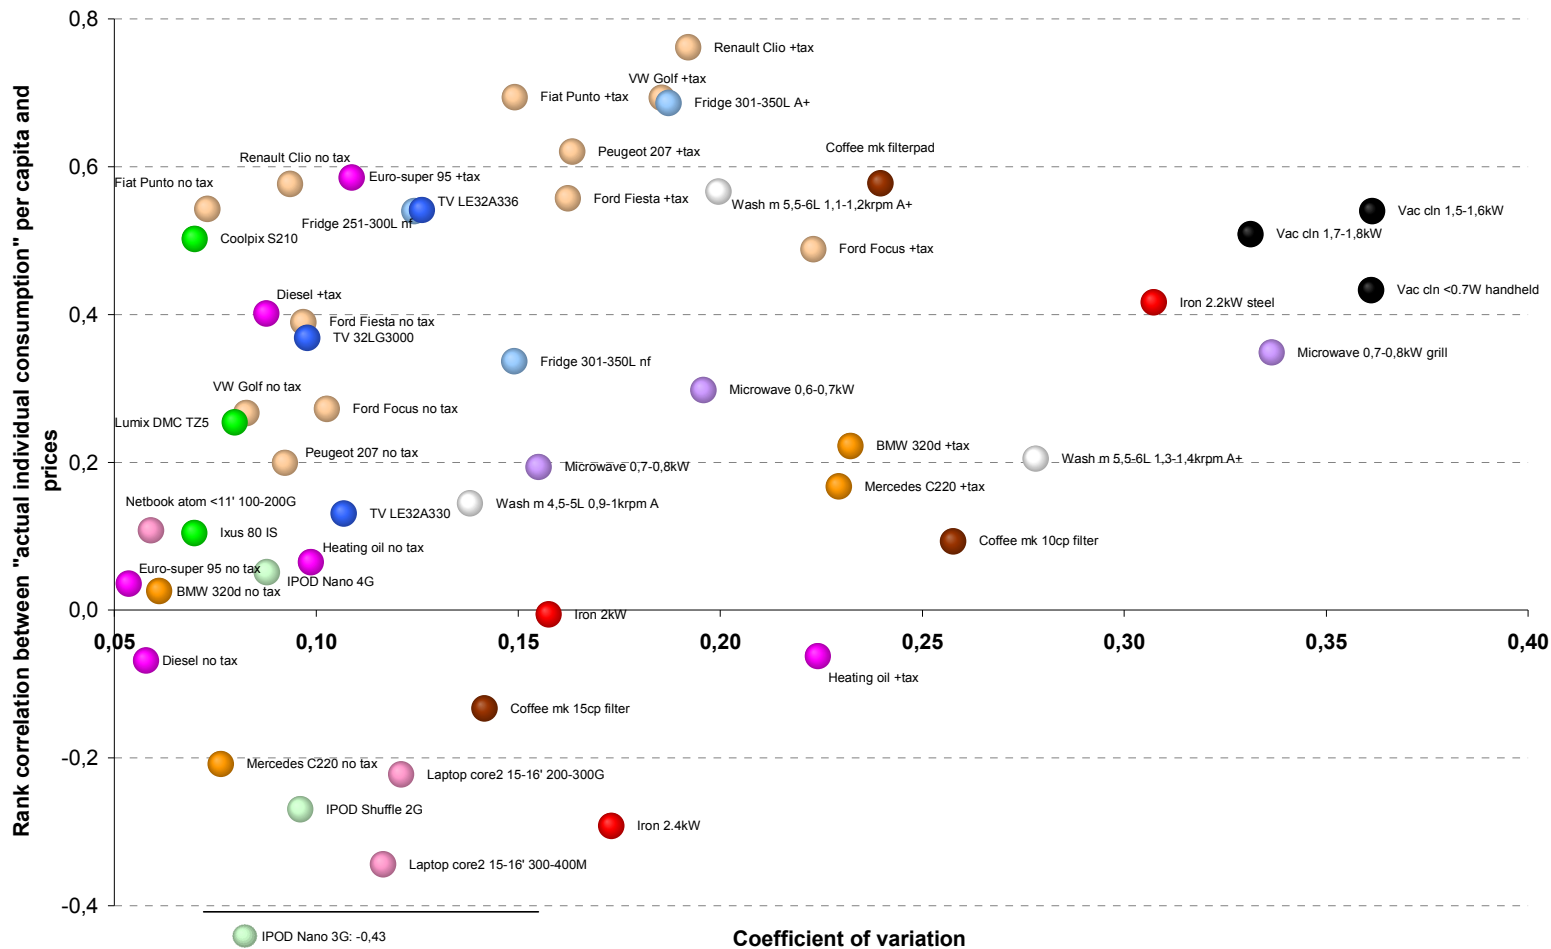 Rank correlation between "actual individual consumption" per capita and
prices
0,8
0,6
0,4
0,2
0,0
-0,2
-0,4
Renault Clio +tax
VW Golf +tax
Fiat Punto +tax
Fridge 301-350L A+
Coffee mk filterpad
Peugeot 207 +tax
Renault Clio no tax
Euro-super 95 +tax
Fiat Punto no tax
Ford Fiesta +tax
TV LE32A336
Wash m 5,5-6L 1,1-1,2krpm A+
Vac cln 1,5-1,6kW
Fridge 251-300L nf
Vac cln 1,7-1,8kW
Coolpix S210
Ford Focus +tax
Diesel +tax
Vac cln <0.7W handheld
Iron 2.2kW steel
Ford Fiesta no tax
TV 32LG3000
Microwave 0,7-0,8kW grill
Fridge 301-350L nf
VW Golf no tax
Microwave 0,6-0,7kW
Ford Focus no tax
Lumix DMC TZ5
BMW 320d +tax
Peugeot 207 no tax
Wash m 5,5-6L 1,3-1,4krpm A+
Microwave 0,7-0,8kW
Mercedes C220 +tax
Netbook atom <11' 100-200G
Wash m 4,5-5L 0,9-1krpm A
TV LE32A330
Ixus 80 IS
Coffee mk 10cp filter
Heating oil no tax
Euro-super 95 no tax
IPOD Nano 4G
BMW 320d no tax
Iron 2kW
0,05
0,10
0,15
0,20
0,25
0,30
0,35
0,40
Diesel no tax
Heating oil +tax
Coffee mk 15cp filter
Mercedes C220 no tax
Laptop core2 15-16' 200-300G
IPOD Shuffle 2G
Iron 2.4kW
Laptop core2 15-16' 300-400M
IPOD Nano 3G: -0,43
Coefficient of variation